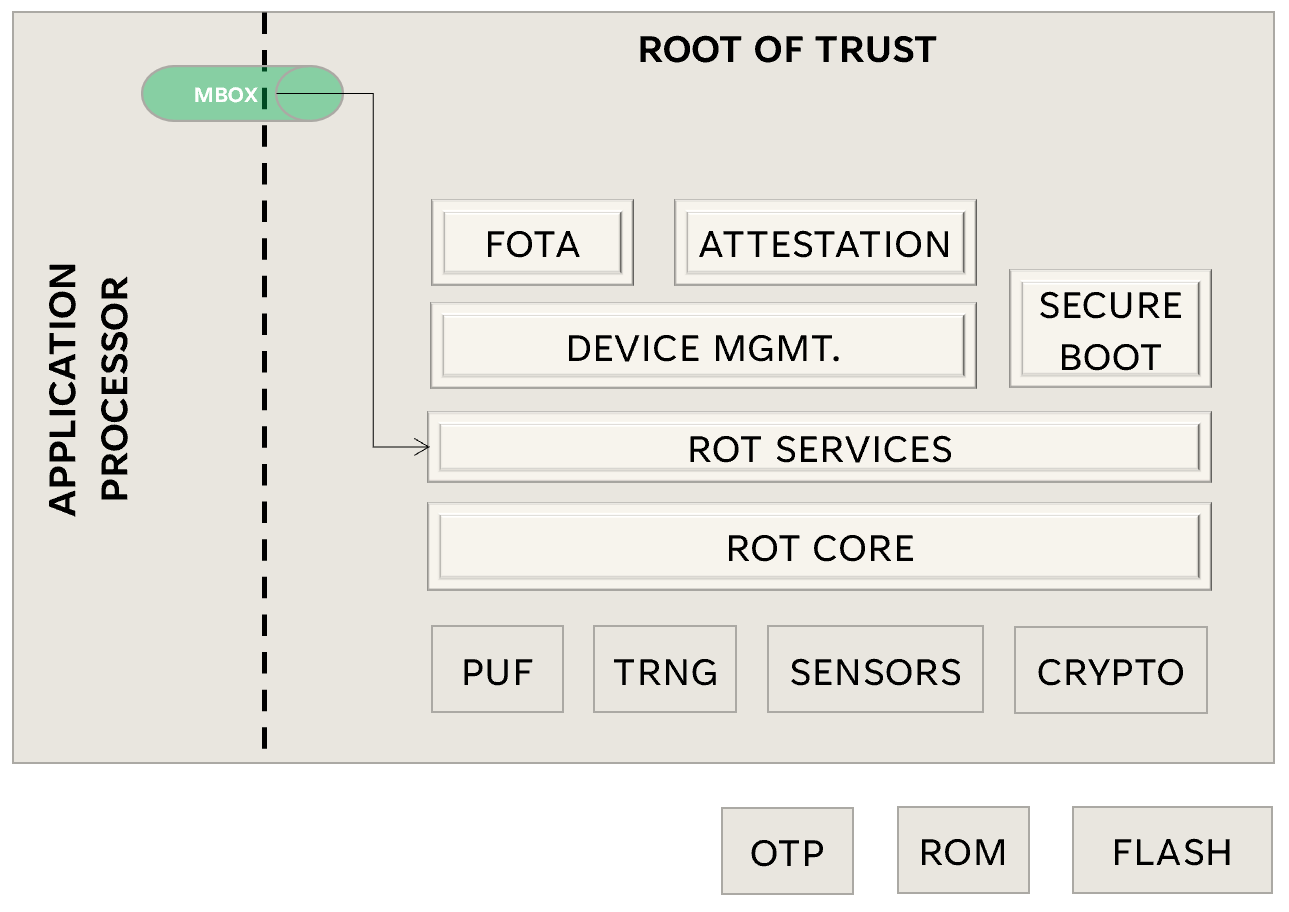 ROOT OF TRUST
MBOX
APPLICATION
PROCESSOR
FOTA
ATTESTATION
SECURE
BOOT
DEVICE MGMT.
ROT SERVICES
ROT CORE
PUF
TRNG
SENSORS
CRYPTO
OTP
ROM
FLASH